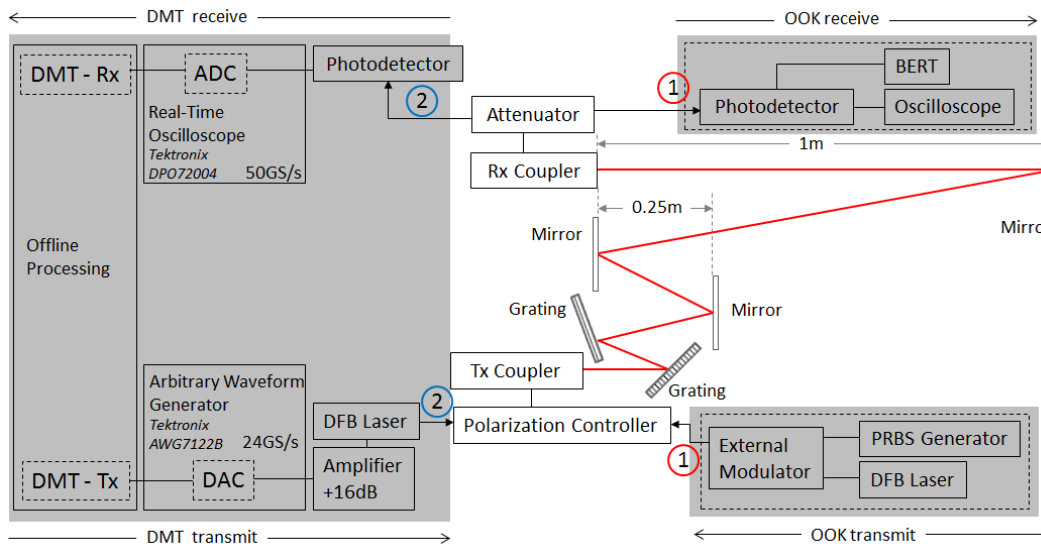 DMT receive
OOK receive
DMT - Rx
ADC
Photodetector
Real-Time
Oscilloscope
Tektronix
DPO72004
50GS/s
2
Attenuator
Rx Coupler
1
Photodetector
BERT
Oscilloscope
1m
0.25m
Mirror
Mirro
Offline
Processing
Grating
Mirror
Tx Coupler
Grating
Arbitrary Waveform
Generator
Tektronix
AWG7122B
24GS/s
DFB Laser
2
Polarization Controller
1
External
Modulator
PRBS Generator
DFB Laser
DMT - Tx
DAC
Amplifier
+16dB
DMT transmit
OOK transmit